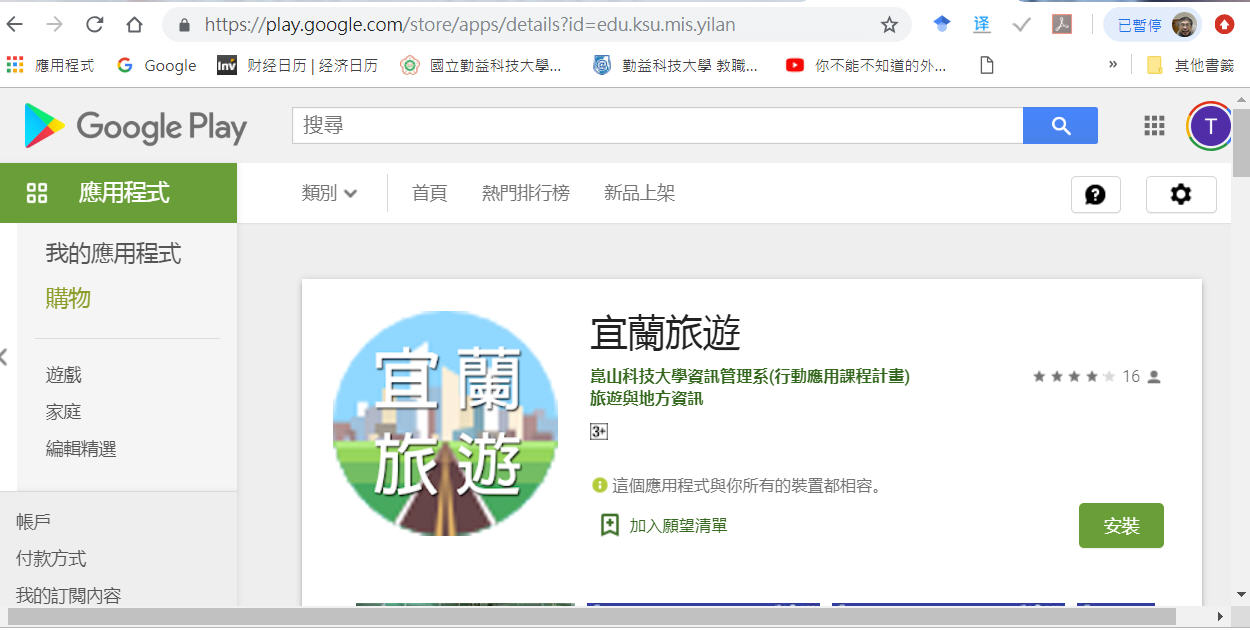 https://play.google.com/store/apps/details?id=edu.ksu.mis.yilan
译
已暫停
應用程式
Google
Inv
财经日历 | 经济日历
國立勤益科技大學...
勤益科技大學 教職...
你不能不知道的外...
»
其他書籤
Google Play
搜尋
T
應用程式
類別
首頁
熱門排行榜
新品上架
我的應用程式
購物
遊戲
家庭
編輯精選
帳戶
付款方式
我的訂閱內容
宜蘭
旅遊
宜蘭旅遊
崑山科技大學資訊管理系(行動應用課程計畫)
16
旅遊與地方資訊
3+
這個應用程式與你所有的裝置都相容。
加入願望清單
安裝